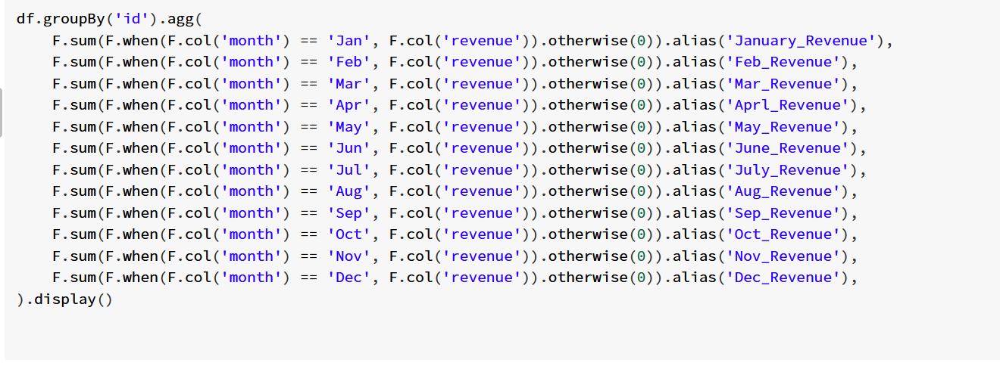 df.groupBy('id').agg(
    F.sum(F.when(F.col('month') == 'Jan', F.col('revenue')).otherwise(0)).alias('January_Revenue'),
    F.sum(F.when(F.col('month') == 'Feb', F.col('revenue')).otherwise(0)).alias('Feb_Revenue'),
    F.sum(F.when(F.col('month') == 'Mar', F.col('revenue')).otherwise(0)).alias('Mar_Revenue'),
    F.sum(F.when(F.col('month') == 'Apr', F.col('revenue')).otherwise(0)).alias('Aprl_Revenue'),
    F.sum(F.when(F.col('month') == 'May', F.col('revenue')).otherwise(0)).alias('May_Revenue'),
    F.sum(F.when(F.col('month') == 'Jun', F.col('revenue')).otherwise(0)).alias('June_Revenue'),
    F.sum(F.when(F.col('month') == 'Jul', F.col('revenue')).otherwise(0)).alias('July_Revenue'),
    F.sum(F.when(F.col('month') == 'Aug', F.col('revenue')).otherwise(0)).alias('Aug_Revenue'),
    F.sum(F.when(F.col('month') == 'Sep', F.col('revenue')).otherwise(0)).alias('Sep_Revenue'),
    F.sum(F.when(F.col('month') == 'Oct', F.col('revenue')).otherwise(0)).alias('Oct_Revenue'),
    F.sum(F.when(F.col('month') == 'Nov', F.col('revenue')).otherwise(0)).alias('Nov_Revenue'),
    F.sum(F.when(F.col('month') == 'Dec', F.col('revenue')).otherwise(0)).alias('Dec_Revenue'),
).display()